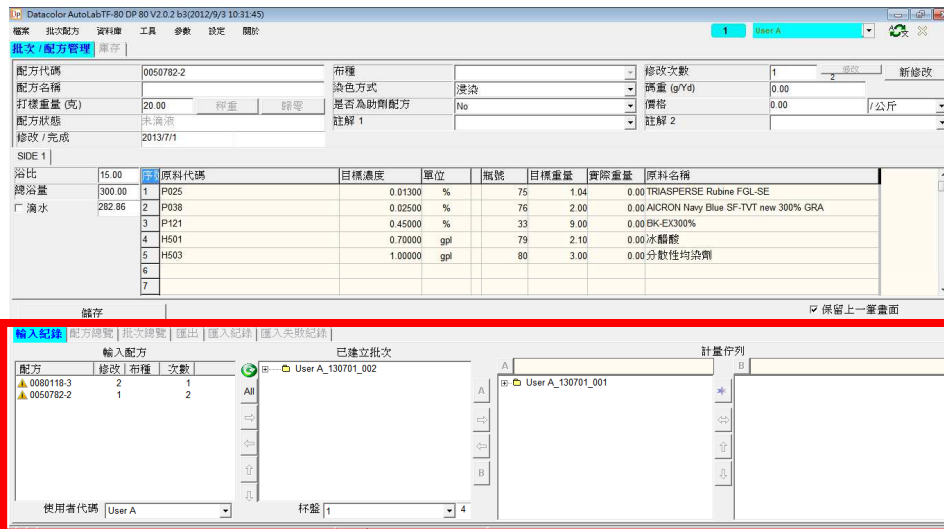 Datacolor AutoLabTF-80 DP 80 V2.0.2 b3(2012/9/3 10:31:45)
檔案 批次配方 資料庫 工具 參數 設定 關於 1 User A
批次 / 配方管理 庫存
配方代碼 0050782-2 布種 修改次數 1 2 修改 新修改
配方名稱 染色方式 浸染 碼重 (g/Yd) 0.00
打樣重量 (克) 20.00 秤重 歸零 是否為助劑配方 No 價格 0.00 / 公斤
配方狀態 未滴液 註解 1 註解 2
修改 / 完成 2013/7/1
SIDE 1
浴比 15.00 序號 原料代碼 目標濃度 單位 瓶號 目標重量 實際重量 原料名稱
總浴量 300.00 1 P025 0.01300 % 75 1.04 0.00 TRIASPERSE Rubine FGL-SE
滴水 282.86 2 P038 0.02500 % 76 2.00 0.00 AICRON Navy Blue SF-TVT new 300% GRA
3 P121 0.45000 % 33 9.00 0.00 BK-EX300%
4 H501 0.70000 gpl 79 2.10 0.00 冰醋酸
5 H503 1.00000 gpl 80 3.00 0.00 分散性均染劑
6
7
儲存 保留上一筆畫面
輸入紀錄 配方總覽 批次總覽 匯出 匯入紀錄 匯入失敗紀錄
輸入配方 已建立批次 計量佇列
配方 修改 布種 次數 User A_130701_002 A B
0080118-3 2 1 User A_130701_001
0050782-2 1 2 All A
B
使用者代碼 User A 杯盤 1 4